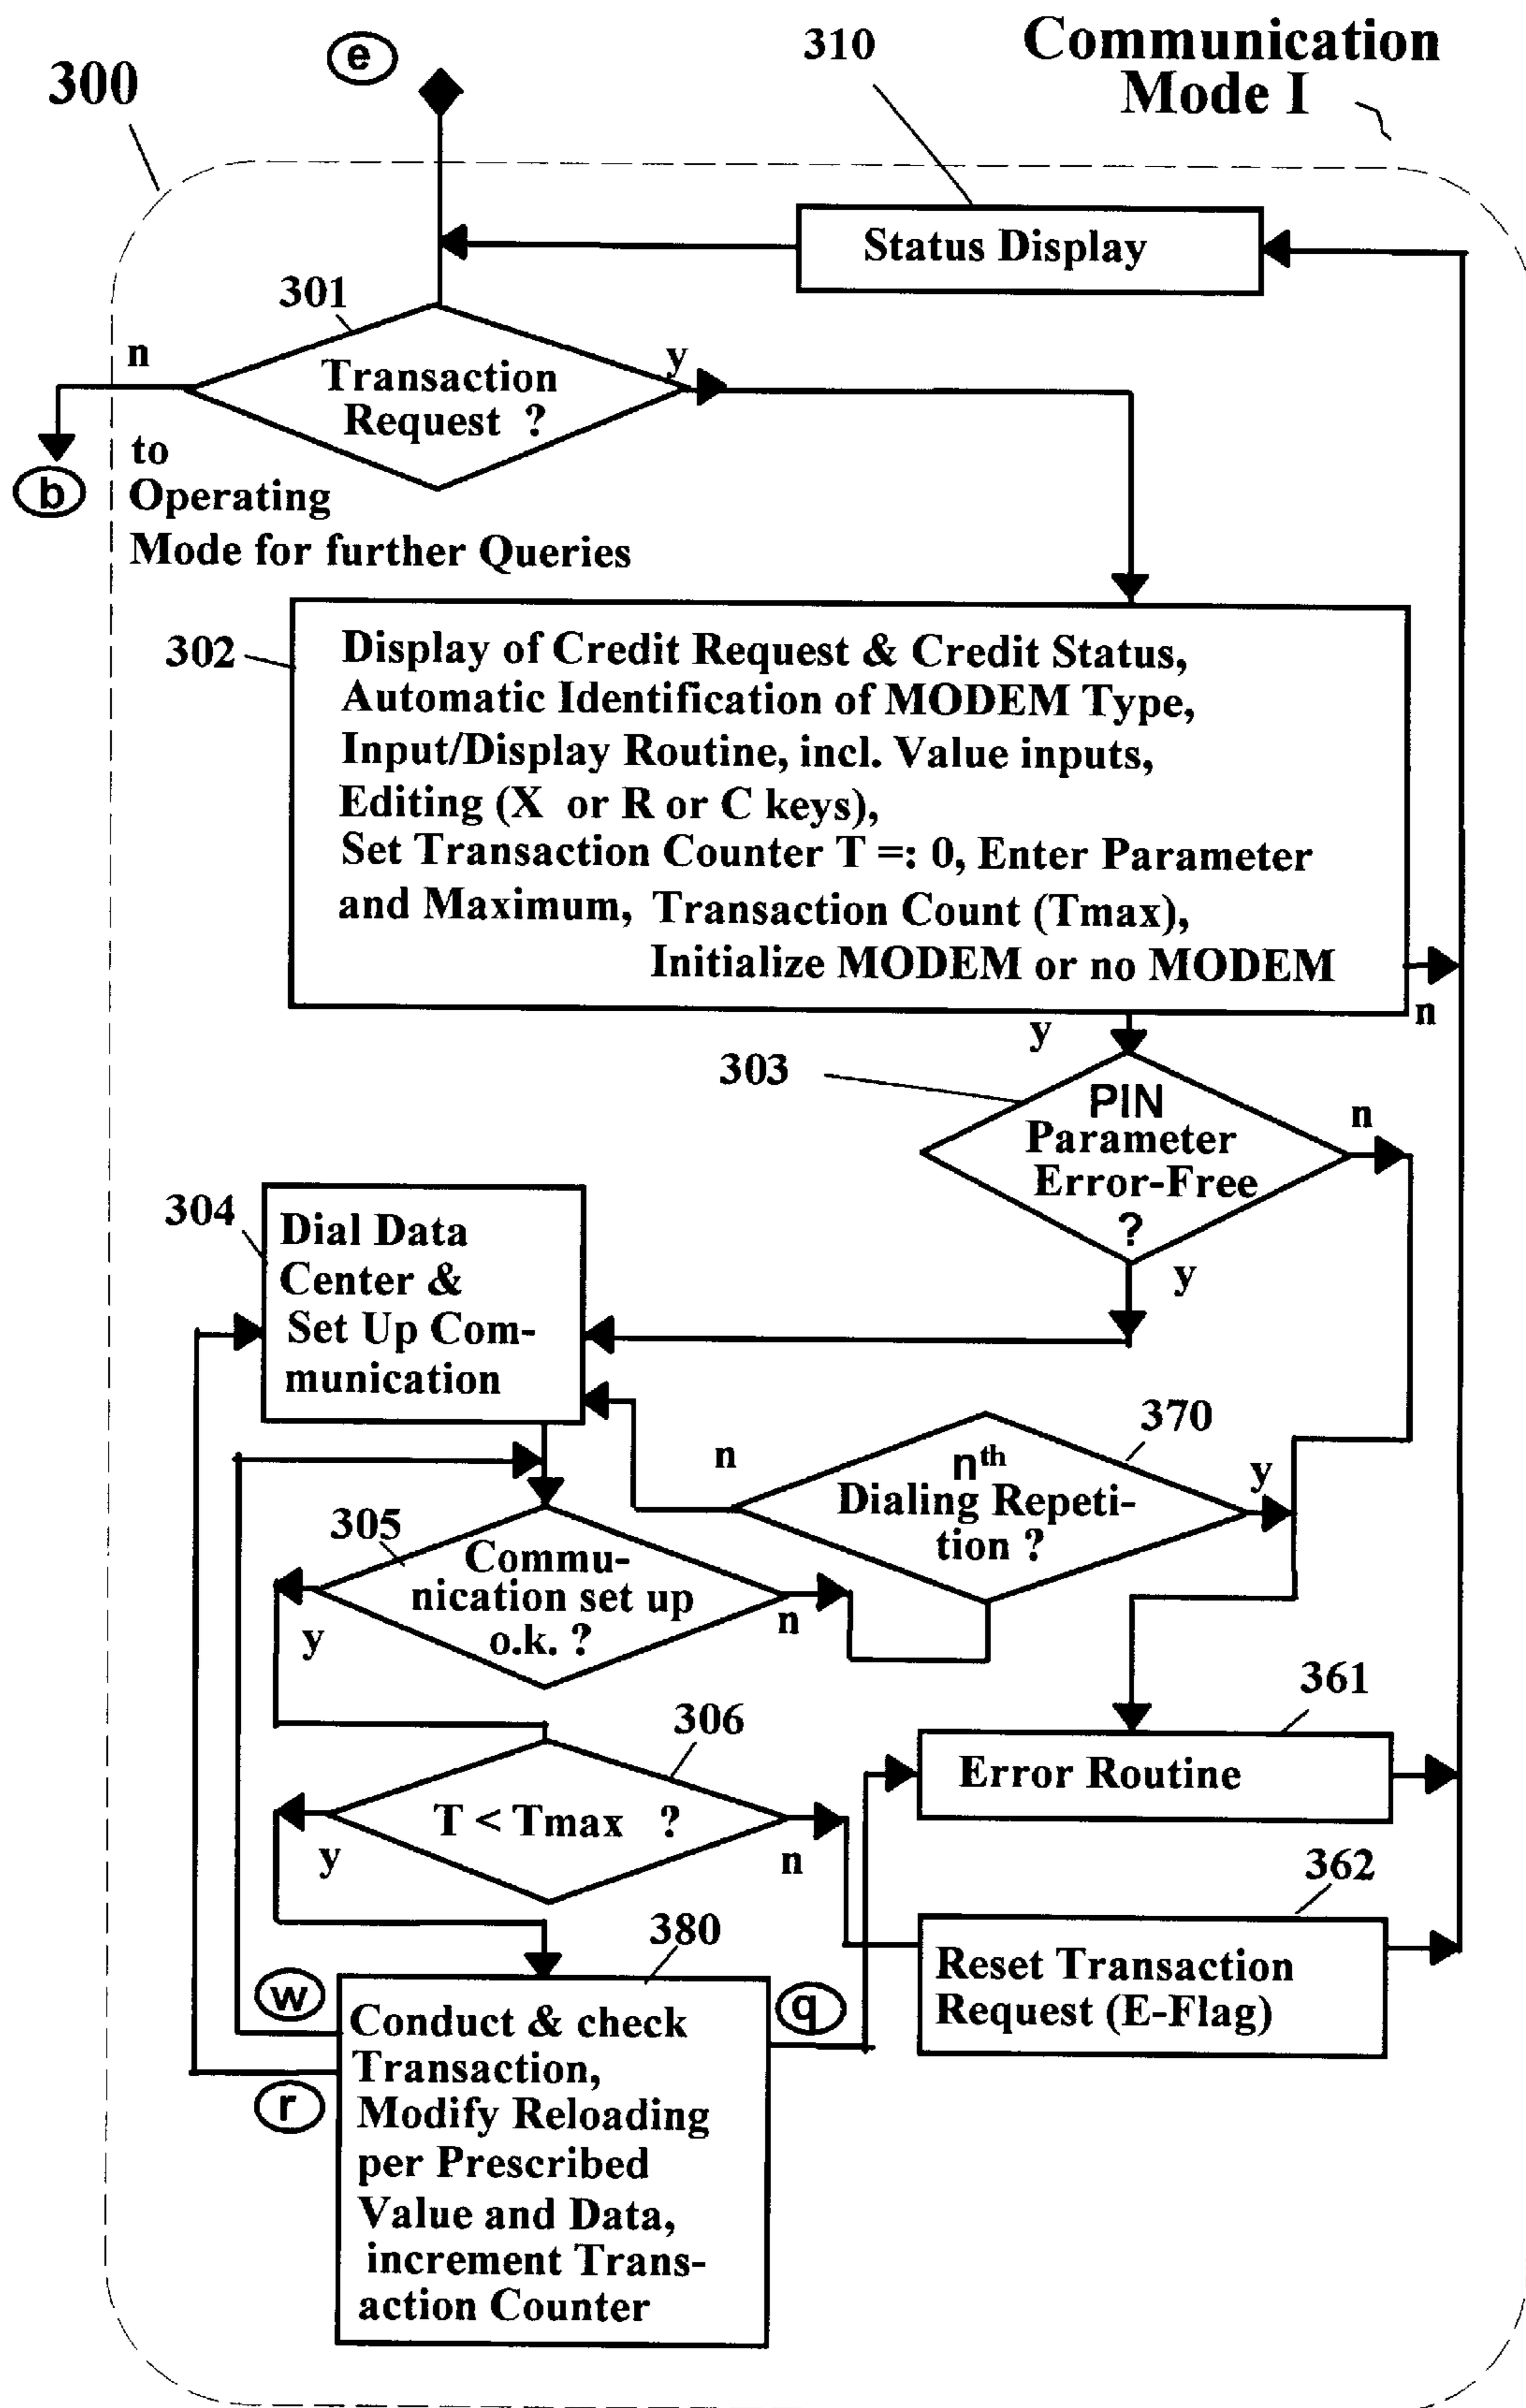 310
Communication
Mode I
e
300
Status Display
301
n
y
Transaction
Request ?
b
to
Operating
Mode for further Queries
302
Display of Credit Request & Credit Status,
Automatic Identification of MODEM Type,
Input/Display Routine, incl. Value inputs,
Editing (X or R or C keys),
Set Transaction Counter T =: 0, Enter Parameter
and Maximum, Transaction Count (Tmax),
Initialize MODEM or no MODEM
n
y
303
PIN
Parameter
Error-Free
?
n
y
304
Dial Data
Center &
Set Up Com-
munication
370
n
nth
Dialing Repeti-
tion ?
y
305
Commu-
nication set up
o.k. ?
y
n
361
Error Routine
306
T < Tmax ?
y
n
362
Reset Transaction
Request (E-Flag)
380
w
q
r
Conduct & check
Transaction,
Modify Reloading
per Prescribed
Value and Data,
increment Trans-
action Counter